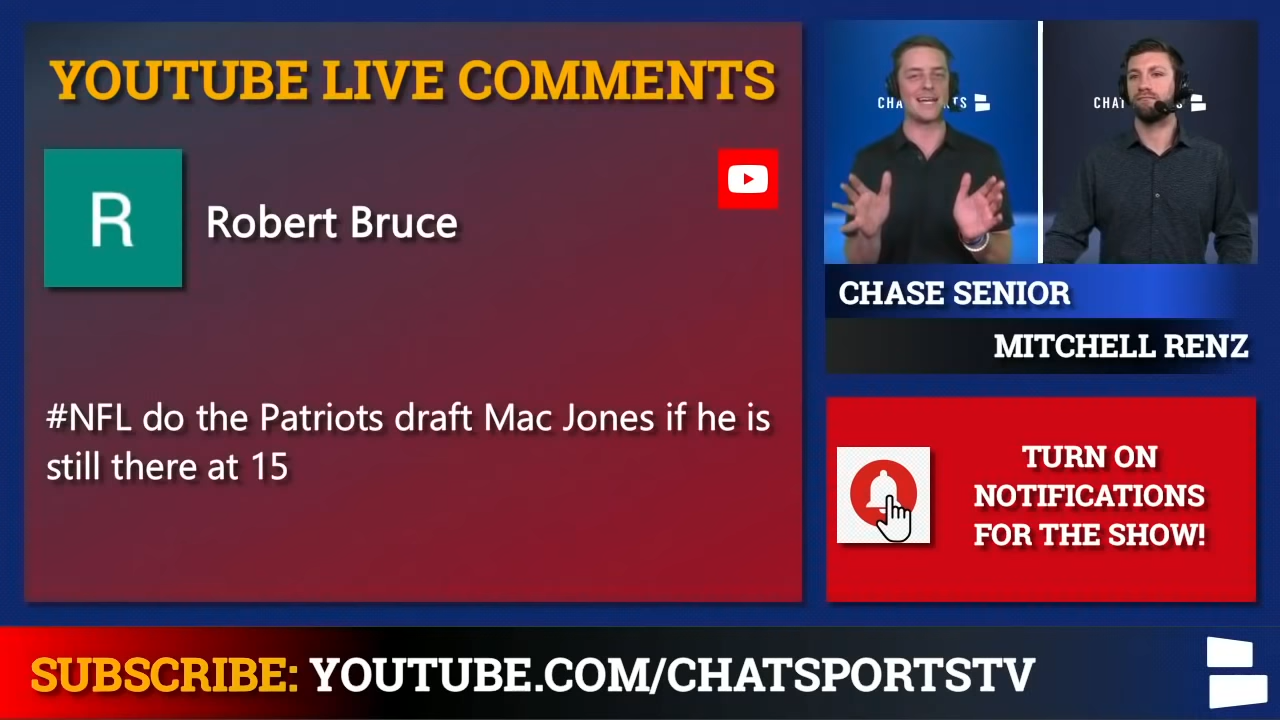 YOUTUBE LIVE COMMENTS
R
Robert Bruce
#NFL do the Patriots draft Mac Jones if he is
still there at 15
CHASE SENIOR
MITCHELL RENZ
TURN ON
NOTIFICATIONS
FOR THE SHOW!
SUBSCRIBE: YOUTUBE.COM/CHATSPORTSTV